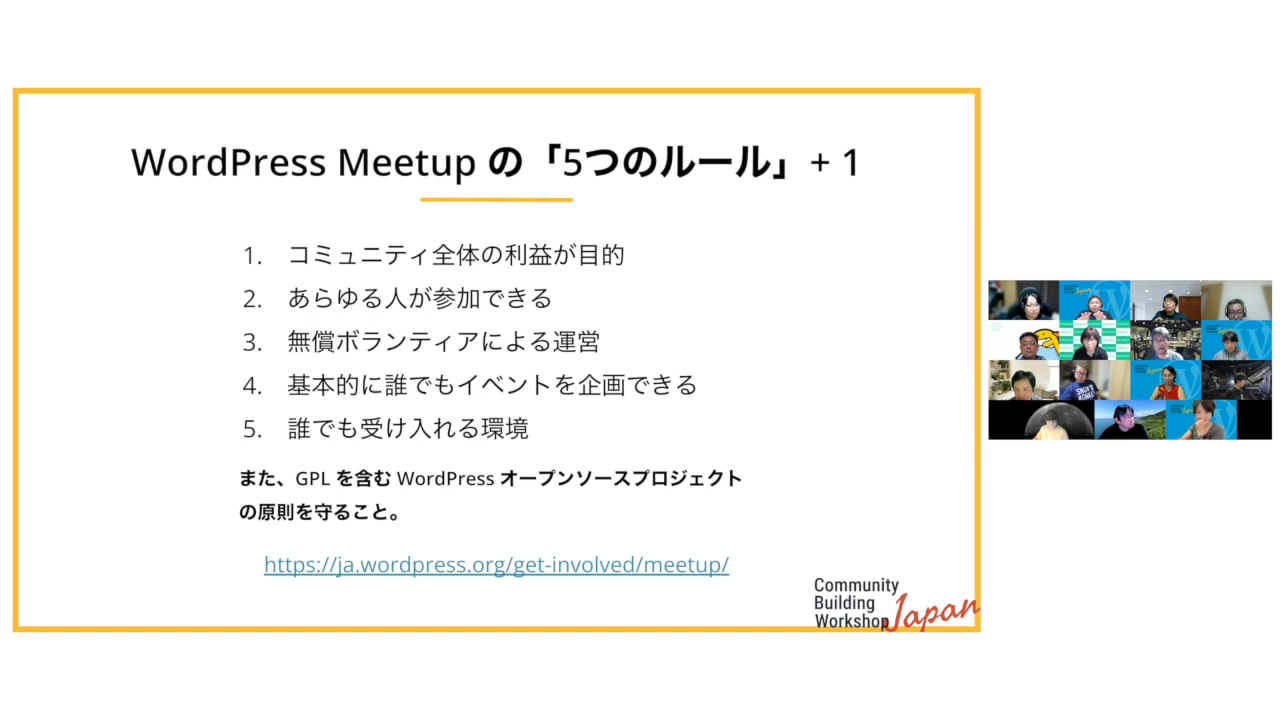 WordPress Meetup の「5つのルール」+ 1
1. コミュニティ全体の利益が目的
2. あらゆる人が参加できる
3. 無償ボランティアによる運営
4. 基本的に誰でもイベントを企画できる
5. 誰でも受け入れる環境
また、GPL を含む WordPress オープンソースプロジェクト
の原則を守ること。
https://ja.wordpress.org/get-involved/meetup/
Community
Building
Workshop Japan